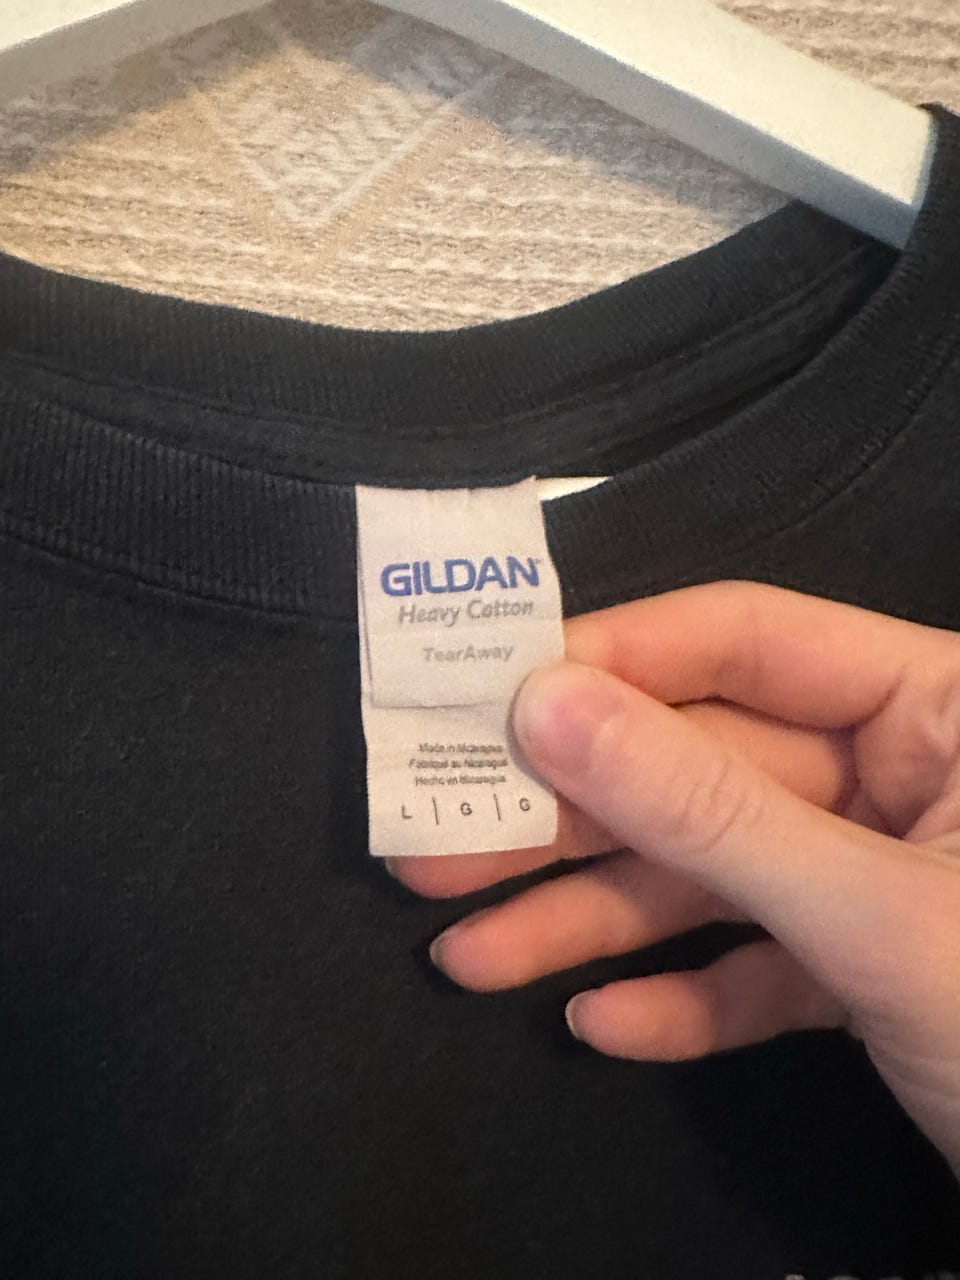 GILDAN
Heavy Cotton
TearAway
Made in Nicaragua
Fabriqué au Nicaragua
Hecho en Nicaragua
L | G | G